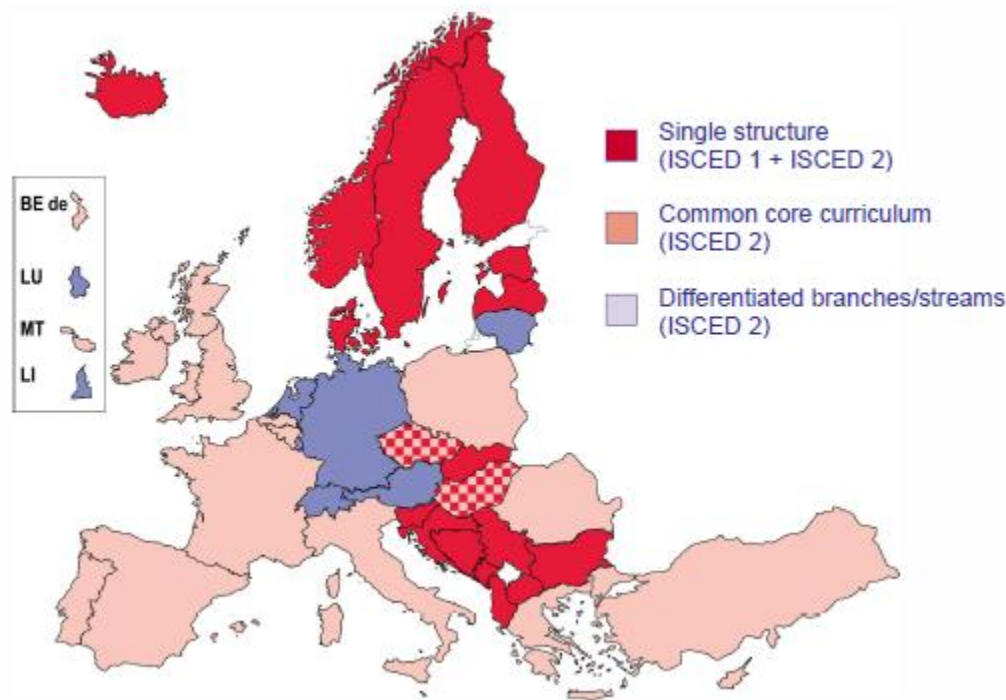 Single structure
(ISCED 1 + ISCED 2)
Common core curriculum
(ISCED 2)
Differentiated branches/streams
(ISCED 2)
BE de
LU
MT
LI